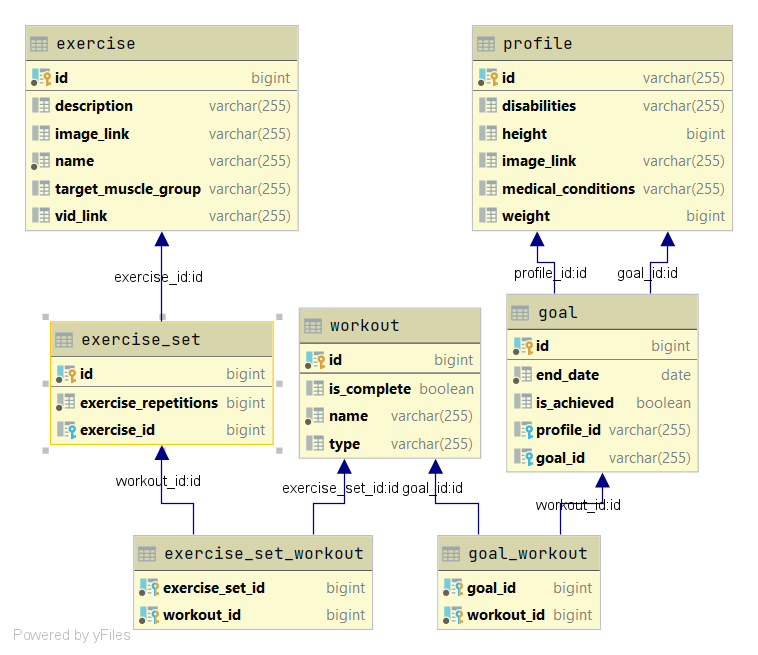 exercise
id bigint
description varchar(255)
image_link varchar(255)
name varchar(255)
target_muscle_group varchar(255)
vid_link varchar(255)
profile
id varchar(255)
disabilities varchar(255)
height bigint
image_link varchar(255)
medical_conditions varchar(255)
weight bigint
exercise_id:id
profile_id:id
goal_id:id
exercise_set
id bigint
exercise_repetitions bigint
exercise_id bigint
workout
id bigint
is_complete boolean
name varchar(255)
type varchar(255)
goal
id bigint
end_date date
is_achieved boolean
profile_id varchar(255)
goal_id varchar(255)
workout_id:id
exercise_set_id:id
goal_id:id
workout_id:id
exercise_set_workout
exercise_set_id bigint
workout_id bigint
goal_workout
goal_id bigint
workout_id bigint
Powered by yFiles